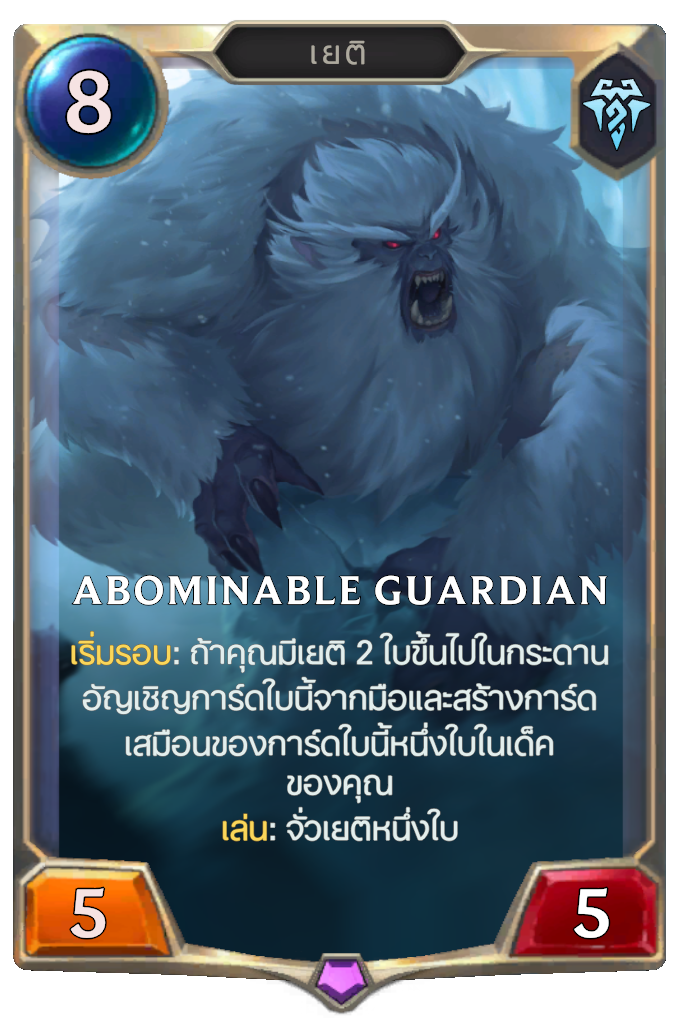 8
เยติ
ABOMINABLE GUARDIAN
เริ่มรอบ: ถ้าคุณมีเยติ 2 ใบขึ้นไปในกระดาน
อัญเชิญการ์ดใบนี้จากมือและสร้างการ์ด
เสมือนของการ์ดใบนี้หนึ่งใบในเด็ค
ของคุณ
เล่น: จั่วเยติหนึ่งใบ
5
5